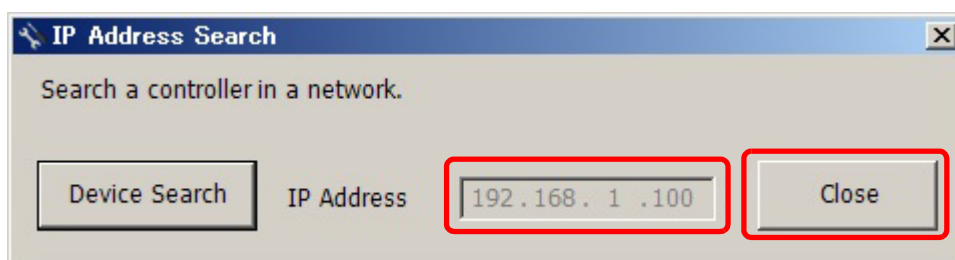 IP Address Search
Search a controller in a network.
Device Search IP Address 192.168. 1 .100 Close